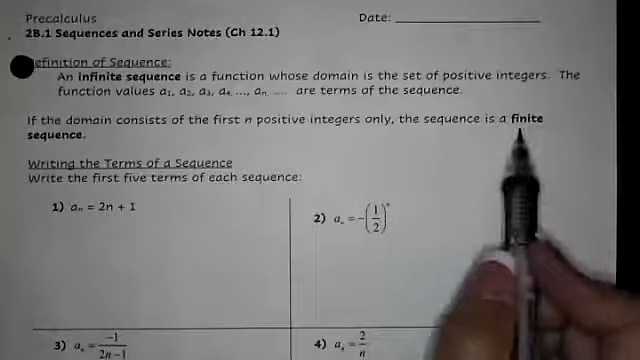 Precalculus Date: ____________________
2B.1 Sequences and Series Notes (Ch 12.1)
efinition of Sequence:
An infinite sequence is a function whose domain is the set of positive integers. The
function values a₁, a₂, a₃, a₄ ..., aₙ, .... are terms of the sequence.
If the domain consists of the first n positive integers only, the sequence is a finite
sequence.
Writing the Terms of a Sequence
Write the first five terms of each sequence:
1) aₙ = 2n + 1
2) aₙ = -(1/2)ⁿ
3) aₙ = -1/(2n-1)
4) aₙ = 2/n